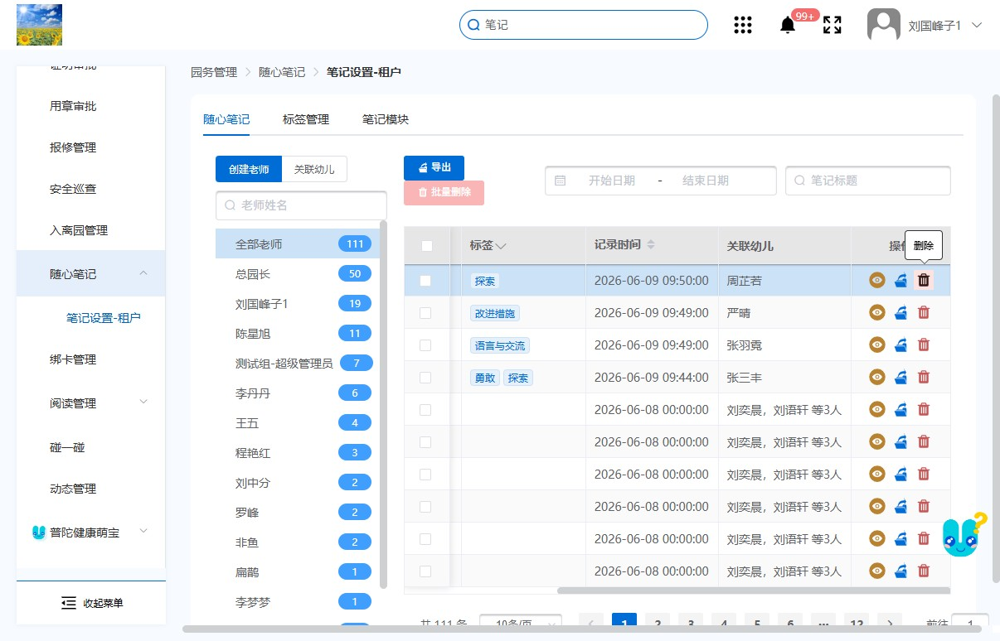 笔记
99+
刘国峰子1
用章审批
报修管理
安全巡查
入离园管理
随心笔记
笔记设置-租户
绑卡管理
阅读管理
碰一碰
动态管理
普陀健康萌宝
收起菜单
园务管理 > 随心笔记 > 笔记设置-租户
随心笔记 标签管理 笔记模块
创建老师 关联幼儿
老师姓名
全部老师 111
总园长 50
刘国峰子1 19
陈星旭 11
测试组-超级管理员 7
李丹丹 6
王五 4
程艳红 3
刘中分 2
罗峰 2
非鱼 2
扁鹊 1
李梦梦 1
导出
批量删除
开始日期 - 结束日期
笔记标题
标签 记录时间 关联幼儿 操作
删除
探索 2026-06-09 09:50:00 周芷若
改进措施 2026-06-09 09:49:00 严晴
语言与交流 2026-06-09 09:49:00 张羽霓
勇敢 探索 2026-06-09 09:44:00 张三丰
2026-06-08 00:00:00 刘奕晨，刘语轩 等3人
2026-06-08 00:00:00 刘奕晨，刘语轩 等3人
2026-06-08 00:00:00 刘奕晨，刘语轩 等3人
2026-06-08 00:00:00 刘奕晨，刘语轩 等3人
2026-06-08 00:00:00 刘奕晨，刘语轩 等3人
2026-06-08 00:00:00 刘奕晨，刘语轩 等3人
共 111 条 10条/页 1 2 3 4 5 6 ... 12 前往 1